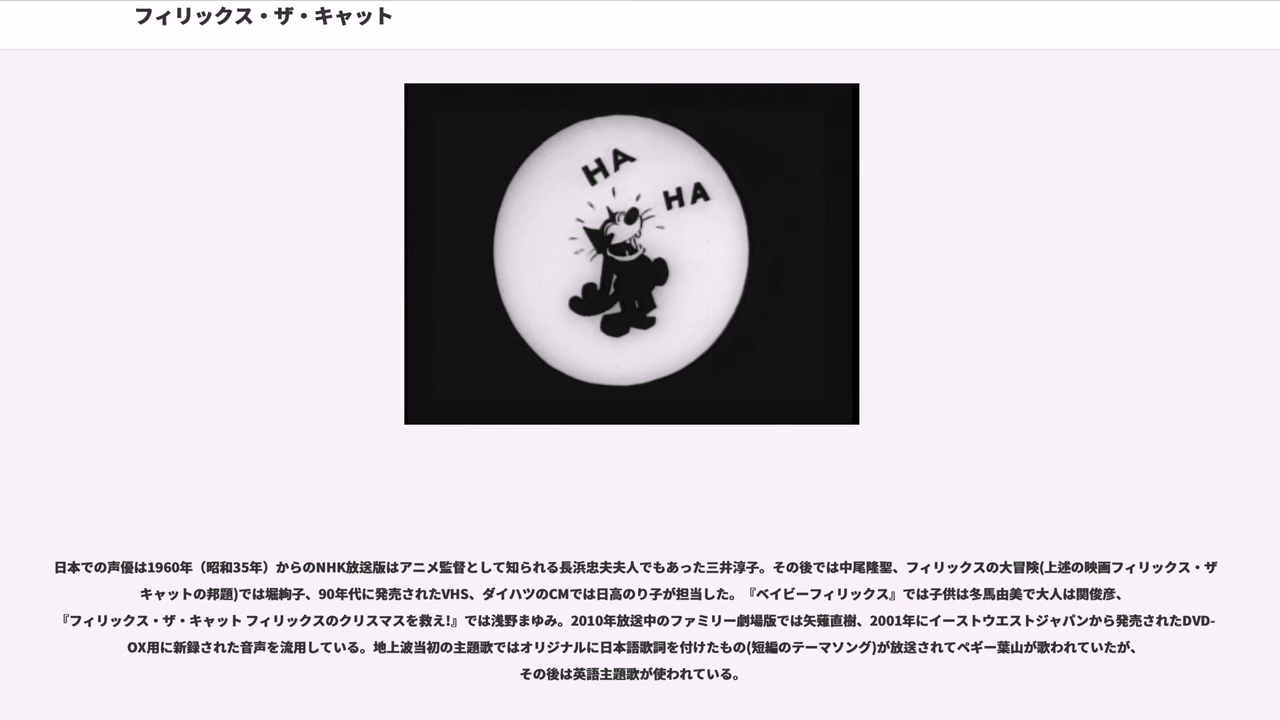 フィリックス・ザ・キャット
HA
HA
日本での声優は1960年（昭和35年）からのNHK放送版はアニメ監督として知られる長浜忠夫夫人でもあった三井淳子。その後では中尾隆聖、フィリックスの大冒険(上述の映画フィリックス・ザ
キャットの邦題)では堀絢子、90年代に発売されたVHS、ダイハツのCMでは日高のり子が担当した。『ベイビーフィリックス』では子供は冬馬由美で大人は関俊彦、
『フィリックス・ザ・キャット フィリックスのクリスマスを救え!』では浅野まゆみ。2010年放送中のファミリー劇場版では矢薙直樹、2001年にイーストウエストジャパンから発売されたDVD-
OX用に新録された音声を流用している。地上波当初の主題歌ではオリジナルに日本語歌詞を付けたもの(短編のテーマソング)が放送されてペギー葉山が歌われていたが、
その後は英語主題歌が使われている。